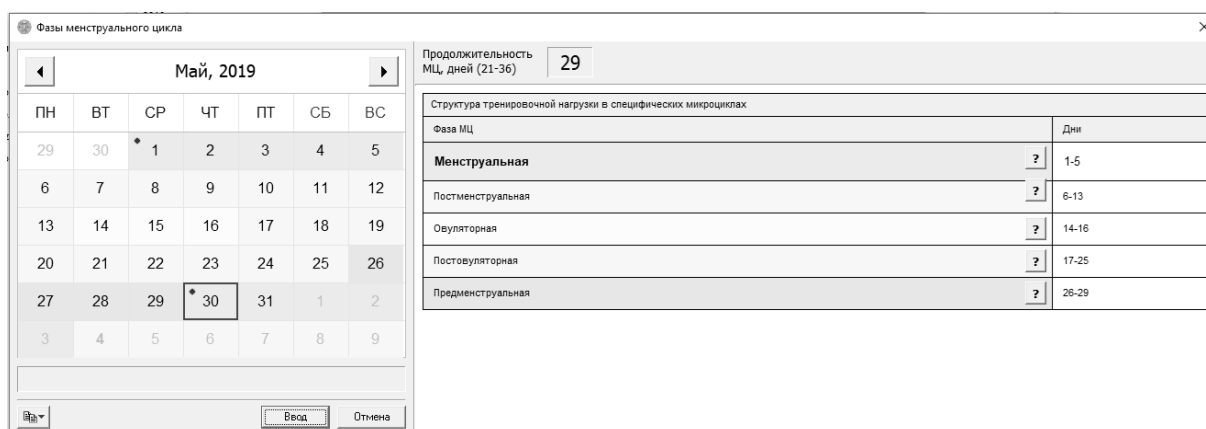 Фазы менструального цикла
Май, 2019
ПН ВТ СР ЧТ ПТ СБ ВС
29 30 1 2 3 4 5
6 7 8 9 10 11 12
13 14 15 16 17 18 19
20 21 22 23 24 25 26
27 28 29 30 31 1 2
3 4 5 6 7 8 9
Ввод Отмена
Продолжительность
МЦ, дней (21-36) 29
Структура тренировочной нагрузки в специфических микроциклах
Фаза МЦ Дни
Менструальная ? 1-5
Постменструальная ? 6-13
Овуляторная ? 14-16
Постовуляторная ? 17-25
Предменструальная ? 26-29